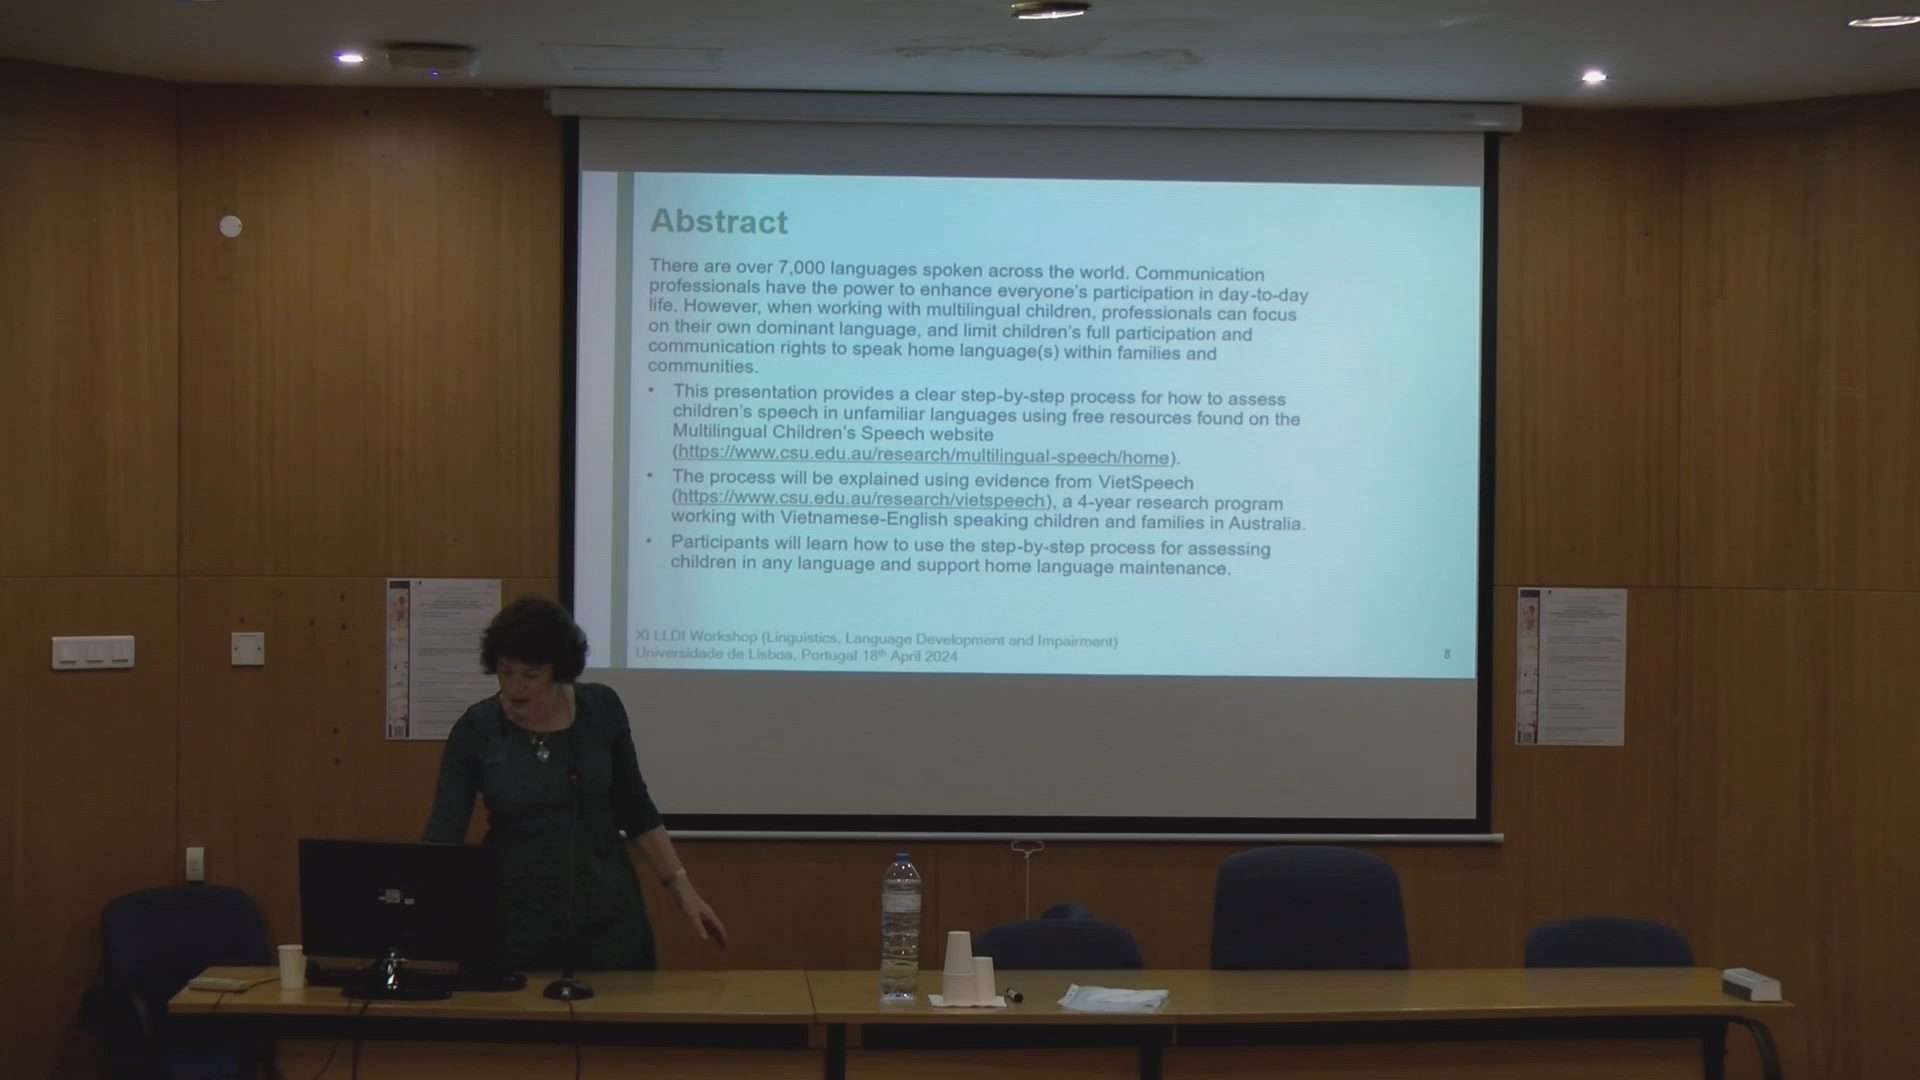 Abstract
There are over 7,000 languages spoken across the world. Communication
professionals have the power to enhance everyone's participation in day-to-day
life. However, when working with multilingual children, professionals can focus
on their own dominant language, and limit children's full participation and
communication rights to speak home language(s) within families and
communities.
• This presentation provides a clear step-by-step process for how to assess
children's speech in unfamiliar languages using free resources found on the
Multilingual Children's Speech website
(https://www.csu.edu.au/research/multilingual-speech/home).
• The process will be explained using evidence from VietSpeech
(https://www.csu.edu.au/research/vietspeech), a 4-year research program
working with Vietnamese-English speaking children and families in Australia.
• Participants will learn how to use the step-by-step process for assessing
children in any language and support home language maintenance.
XI LLDI Workshop (Linguistics, Language Development and Impairment)
Universidade de Lisboa, Portugal 18th April 2024
8